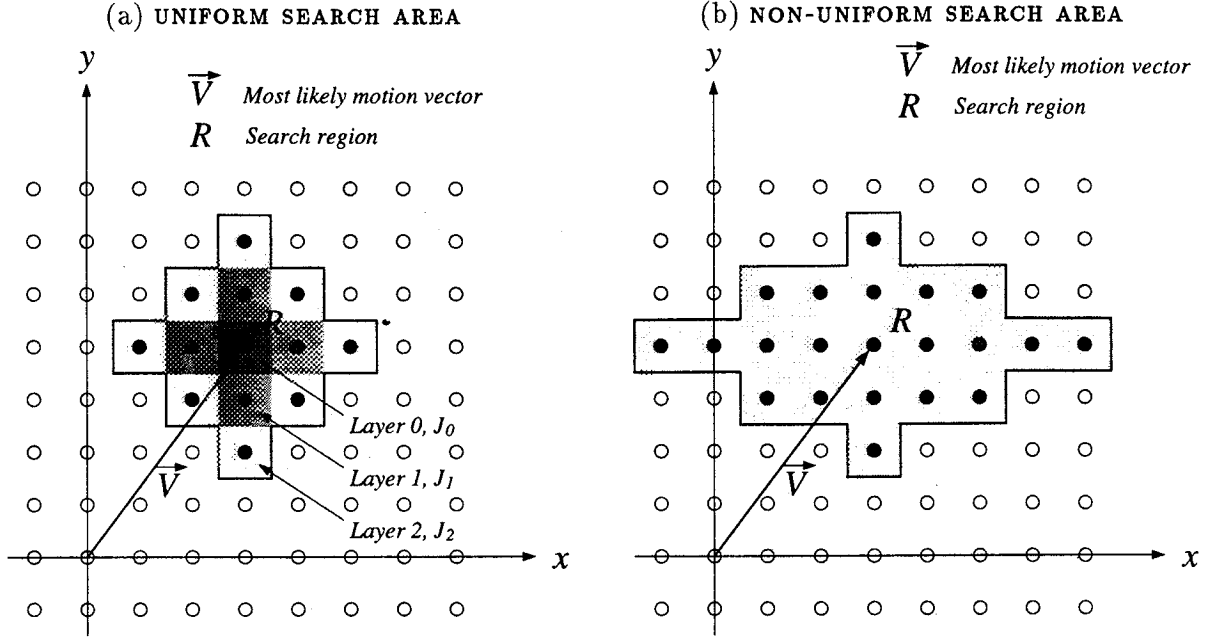 (a) UNIFORM SEARCH AREA
y
V Most likely motion vector
R Search region
R
Layer 0, J0
Layer 1, J1
Layer 2, J2
V
x
(b) NON-UNIFORM SEARCH AREA
y
V Most likely motion vector
R Search region
R
V
x